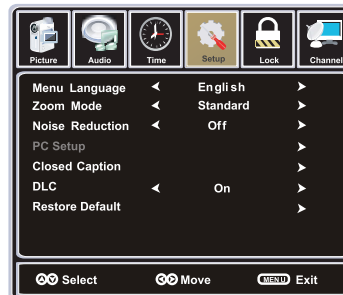 Picture Audio Time Setup Lock Channel
Menu Language English
Zoom Mode Standard
Noise Reduction Off
PC Setup
Closed Caption
DLC On
Restore Default
Select Move MENU Exit